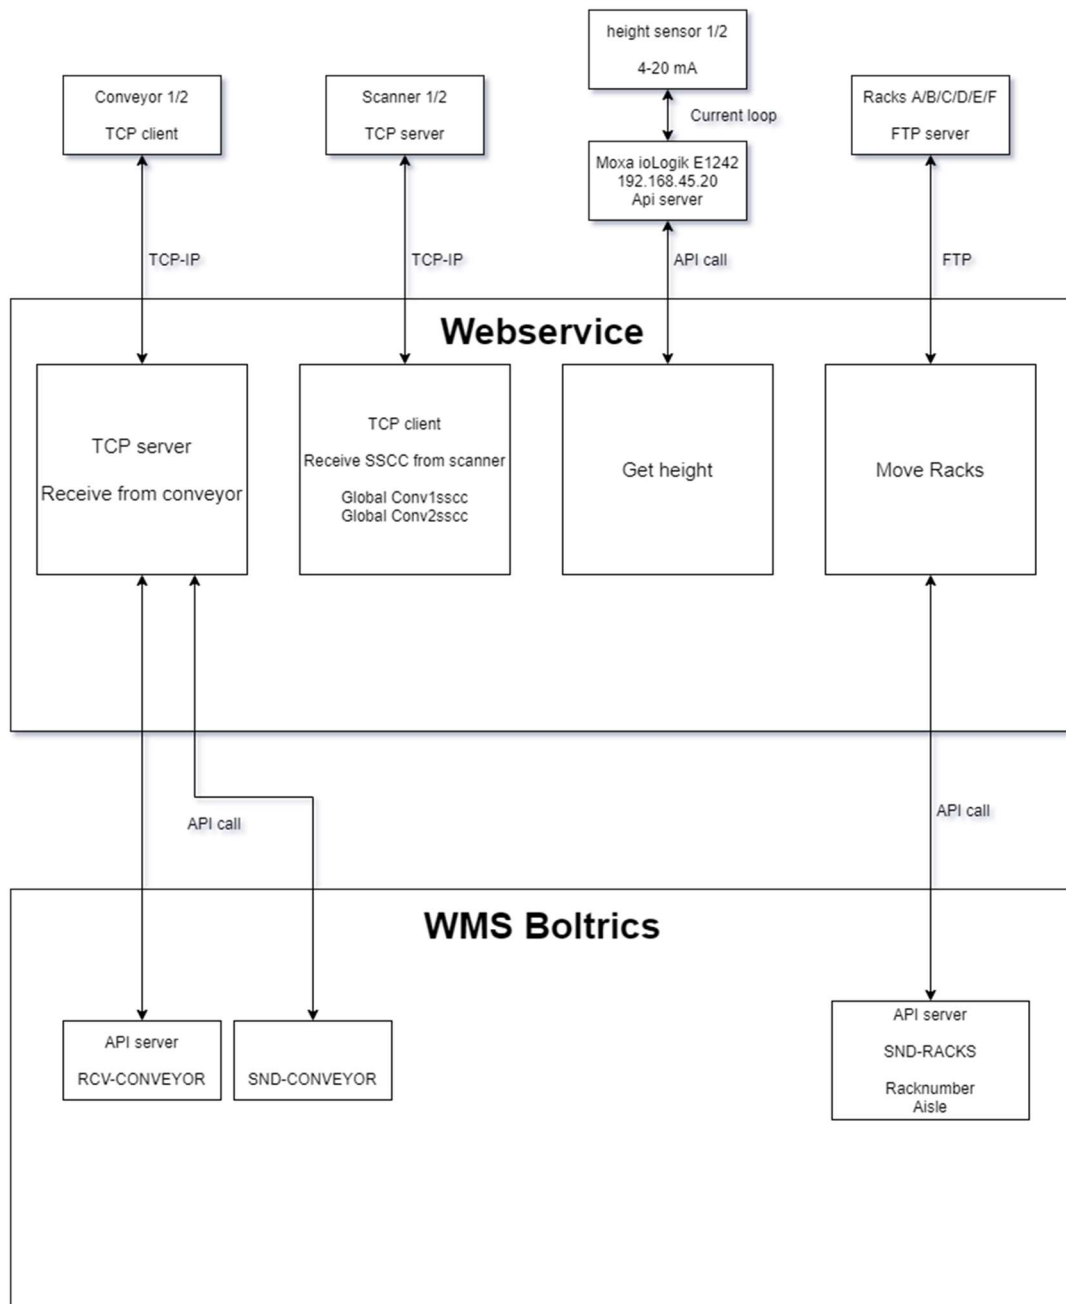 height sensor 1/2
4-20 mA
Conveyor 1/2
TCP client
Scanner 1/2
TCP server
Current loop
Racks A/B/C/D/E/F
FTP server
Moxa ioLogik E1242
192.168.45.20
Api server
TCP-IP
TCP-IP
API call
FTP
Webservice
TCP server
Receive from conveyor
TCP client
Receive SSCC from scanner
Global Conv1sscc
Global Conv2sscc
Get height
Move Racks
API call
API call
WMS Boltrics
API server
RCV-CONVEYOR
SND-CONVEYOR
API server
SND-RACKS
Racknumber
Aisle